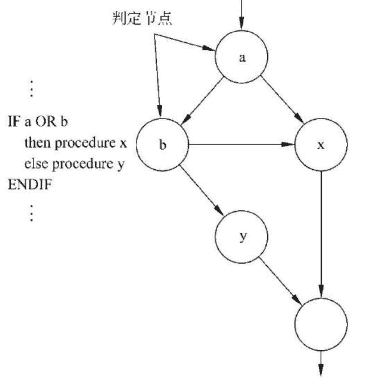 判定节点
a
⋮
IF a OR b
then procedure x
else procedure y
ENDIF
⋮
b
x
y